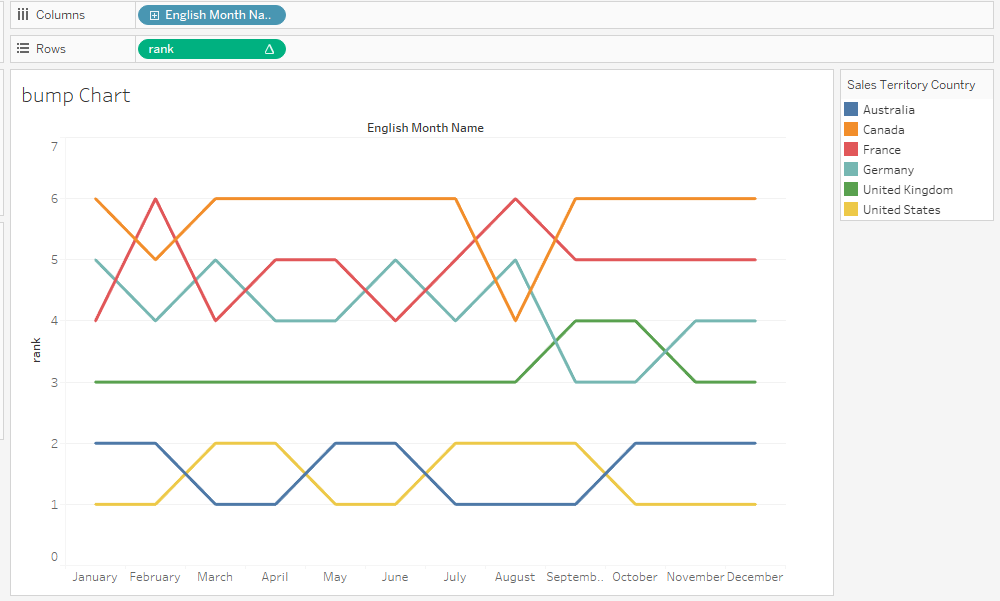 Columns
English Month Na..
Rows
rank
bump Chart
English Month Name
7
6
5
4
3
2
1
0
rank
January February March April May June July August Septemb.. October November December
Sales Territory Country
Australia
Canada
France
Germany
United Kingdom
United States